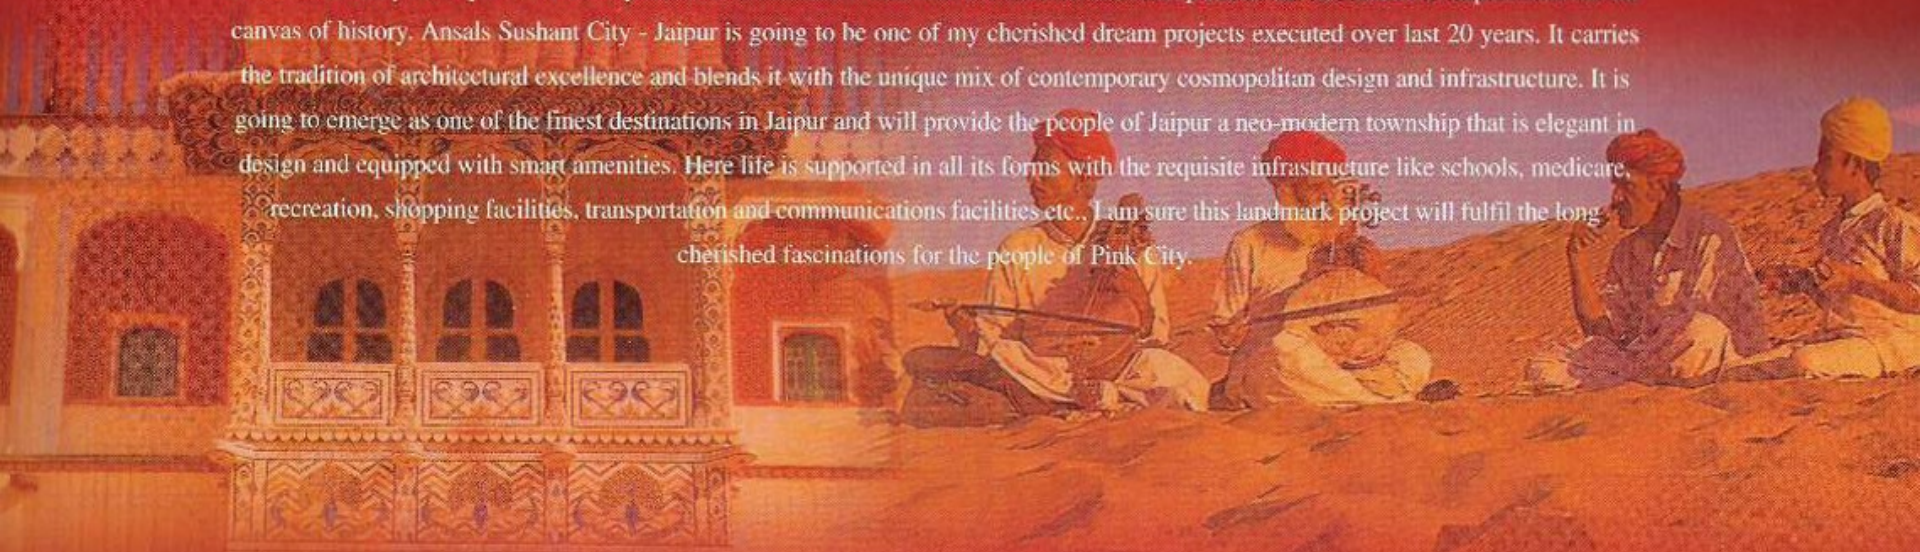 canvas of history. Ansals Sushant City - Jaipur is going to be one of my cherished dream projects executed over last 20 years. It carries
the tradition of architectural excellence and blends it with the unique mix of contemporary cosmopolitan design and infrastructure. It is
going to emerge as one of the finest destinations in Jaipur and will provide the people of Jaipur a neo-modern township that is elegant in
design and equipped with smart amenities. Here life is supported in all its forms with the requisite infrastructure like schools, medicare,
recreation, shopping facilities, transportation and communications facilities etc., I am sure this landmark project will fulfil the long
cherished fascinations for the people of Pink City.